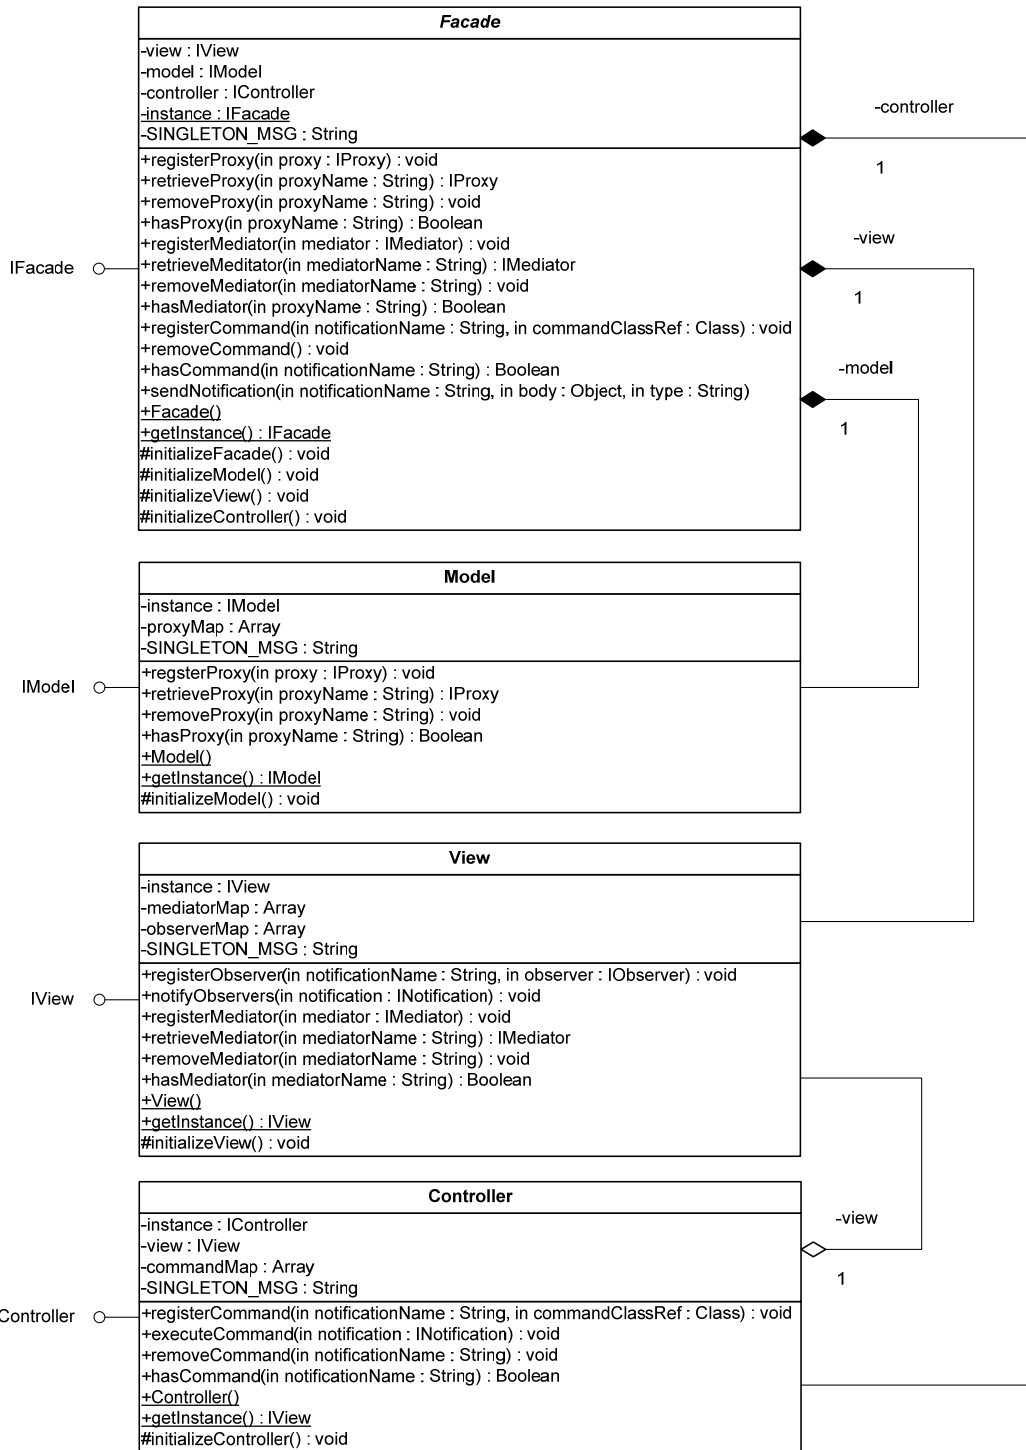 Facade
-view : IView
-model : IModel
-controller : IController
-instance : IFacade
-SINGLETON_MSG : String
+registerProxy(in proxy : IProxy) : void
+retrieveProxy(in proxyName : String) : IProxy
+removeProxy(in proxyName : String) : void
+hasProxy(in proxyName : String) : Boolean
+registerMediator(in mediator : IMediator) : void
+retrieveMeditator(in mediatorName : String) : IMediator
+removeMediator(in mediatorName : String) : void
+hasMediator(in proxyName : String) : Boolean
+registerCommand(in notificationName : String, in commandClassRef : Class) : void
+removeCommand() : void
+hasCommand(in notificationName : String) : Boolean
+sendNotification(in notificationName : String, in body : Object, in type : String)
+Facade()
+getInstance() : IFacade
#initializeFacade() : void
#initializeModel() : void
#initializeView() : void
#initializeController() : void
IFacade
-controller
1
-view
1
-model
1
Model
-instance : IModel
-proxyMap : Array
-SINGLETON_MSG : String
+regsterProxy(in proxy : IProxy) : void
+retrieveProxy(in proxyName : String) : IProxy
+removeProxy(in proxyName : String) : void
+hasProxy(in proxyName : String) : Boolean
+Model()
+getInstance() : IModel
#initializeModel() : void
IModel
View
-instance : IView
-mediatorMap : Array
-observerMap : Array
-SINGLETON_MSG : String
+registerObserver(in notificationName : String, in observer : IObserver) : void
+notifyObservers(in notification : INotification) : void
+registerMediator(in mediator : IMediator) : void
+retrieveMediator(in mediatorName : String) : IMediator
+removeMediator(in mediatorName : String) : void
+hasMediator(in mediatorName : String) : Boolean
+View()
+getInstance() : IView
#initializeView() : void
IView
Controller
-instance : IController
-view : IView
-commandMap : Array
-SINGLETON_MSG : String
+registerCommand(in notificationName : String, in commandClassRef : Class) : void
+executeCommand(in notification : INotification) : void
+removeCommand(in notificationName : String) : void
+hasCommand(in notificationName : String) : Boolean
+Controller()
+getInstance() : IView
#initializeController() : void
Controller
-view
1